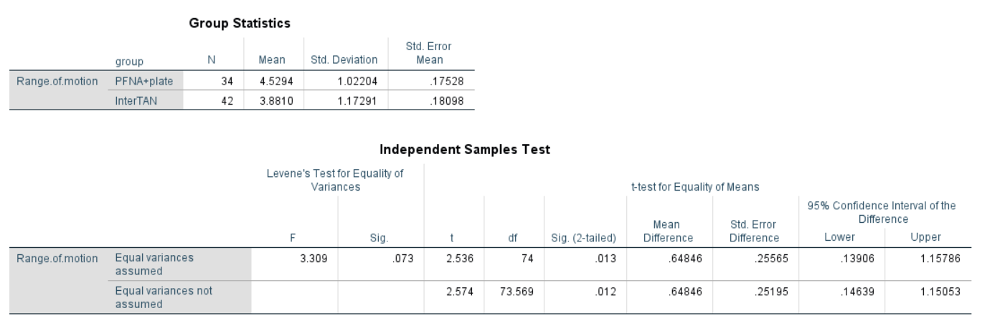 Group Statistics
Std. Error
group N Mean Std. Deviation Mean
Range.of.motion PFNA+plate 34 4.5294 1.02204 .17528
InterTAN 42 3.8810 1.17291 .18098
Independent Samples Test
Levene's Test for Equality of
Variances t-test for Equality of Means
95% Confidence Interval of the
Difference
Mean Std. Error
F Sig. t df Sig. (2-tailed) Difference Difference Lower Upper
Range.of.motion Equal variances 3.309 .073 2.536 74 .013 .64846 .25565 .13906 1.15786
assumed
Equal variances not 2.574 73.569 .012 .64846 .25195 .14639 1.15053
assumed